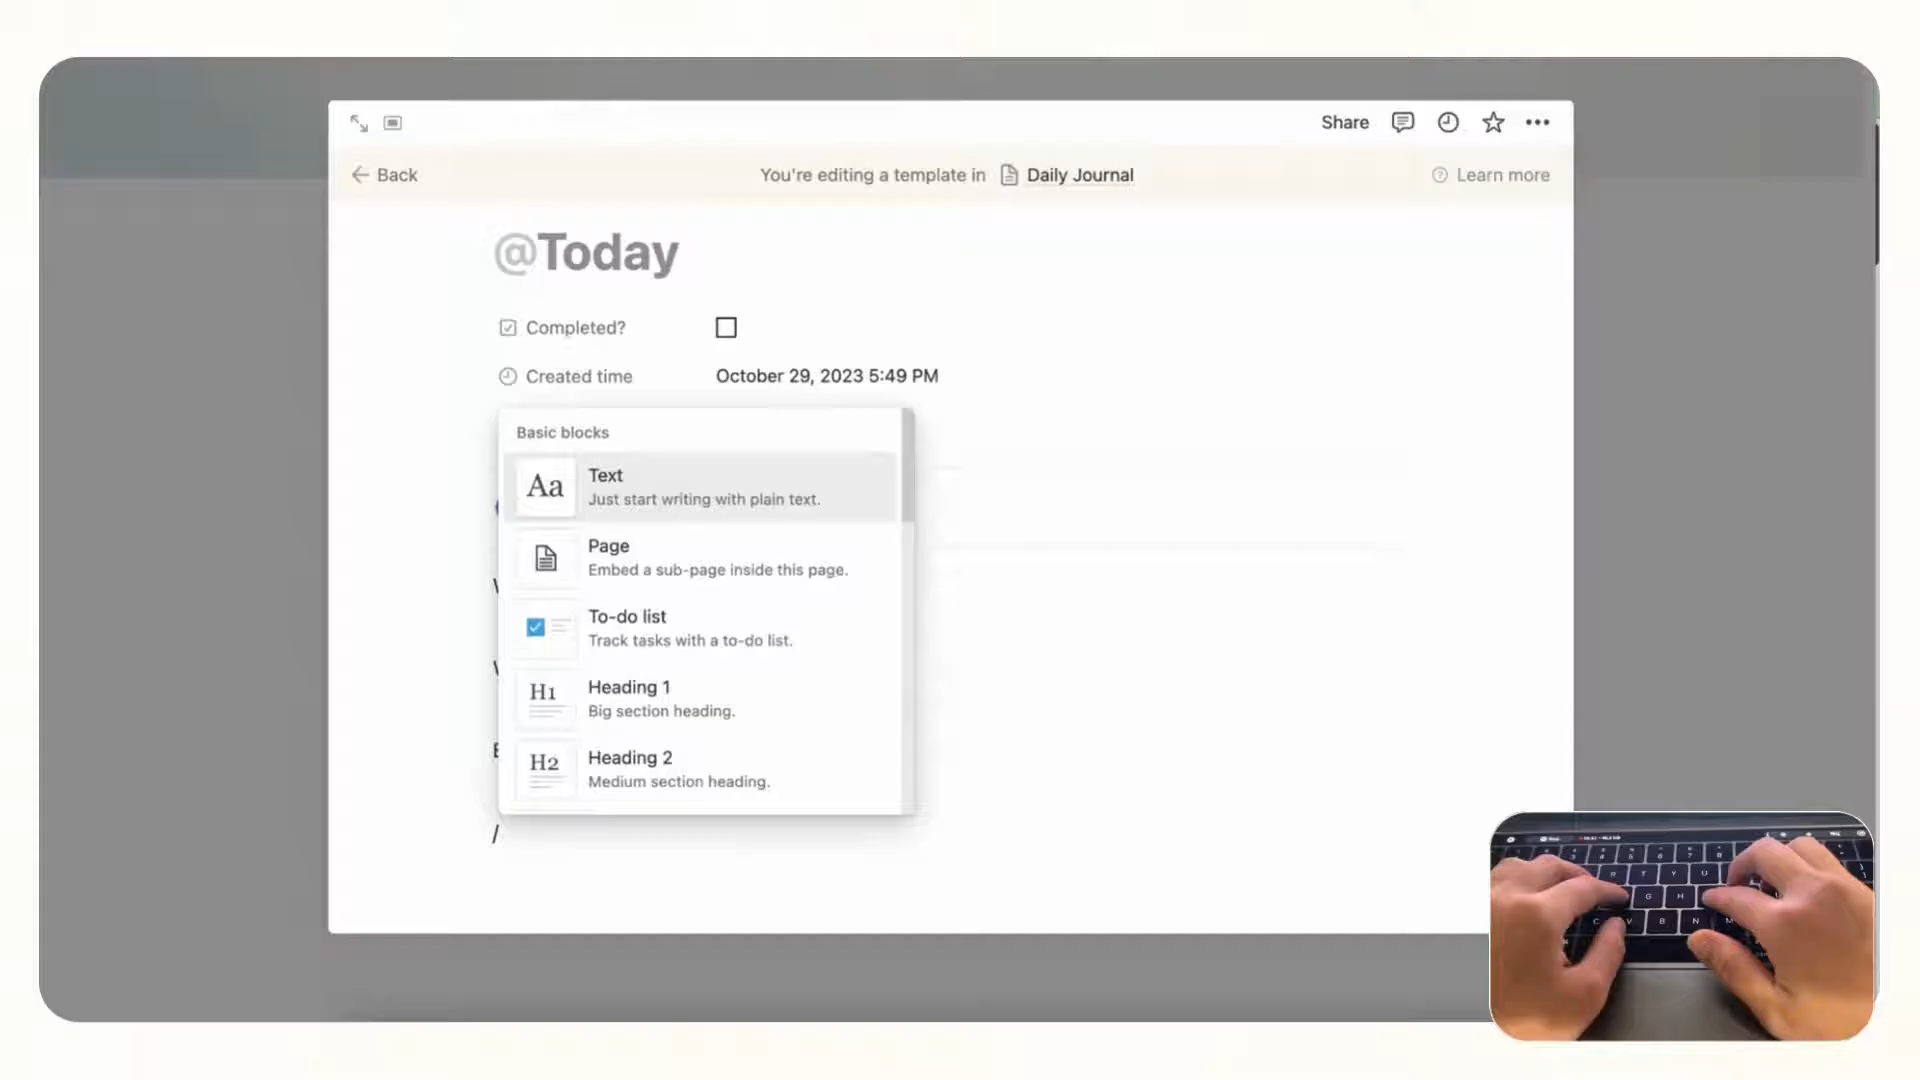 Share
Back
You're editing a template in Daily Journal
Learn more
@Today
Completed?
Created time
October 29, 2023 5:49 PM
Basic blocks
Aa
Text
Just start writing with plain text.
Page
Embed a sub-page inside this page.
To-do list
Track tasks with a to-do list.
H1
Heading 1
Big section heading.
H2
Heading 2
Medium section heading.
/
T Y U
G H
C V B N M